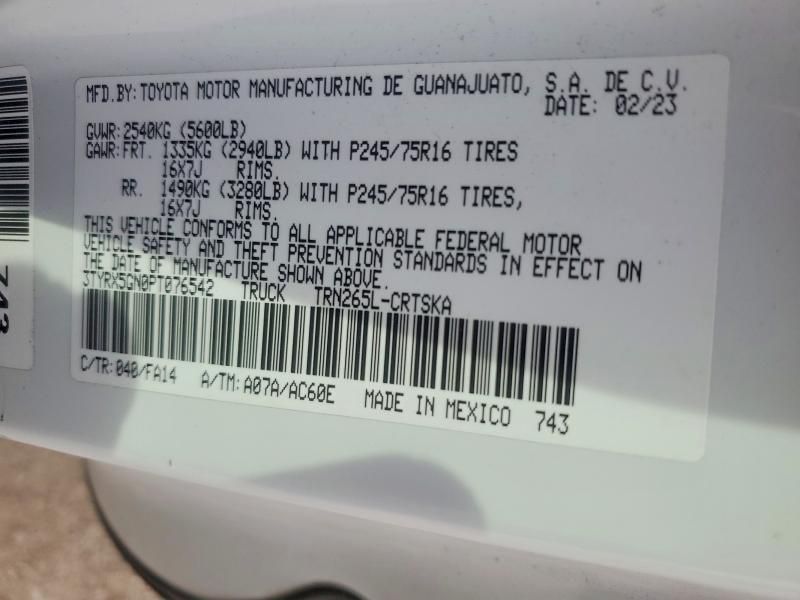 MFD.BY:TOYOTA MOTOR MANUFACTURING DE GUANAJUATO, S.A. DE C.V.
DATE: 02/23
GVWR:2540KG (5600LB)
GAWR:FRT. 1335KG (2940LB) WITH P245/75R16 TIRES
16X7J RIMS.
RR. 1490KG (3280LB) WITH P245/75R16 TIRES,
16X7J RIMS.
THIS VEHICLE CONFORMS TO ALL APPLICABLE FEDERAL MOTOR
VEHICLE SAFETY AND THEFT PREVENTION STANDARDS IN EFFECT ON
THE DATE OF MANUFACTURE SHOWN ABOVE.
3TYRX5GN0PT076542 TRUCK TRN265L-CRTSKA
C/TR:040/FA14 A/TM:A07A/AC60E MADE IN MEXICO 743
743